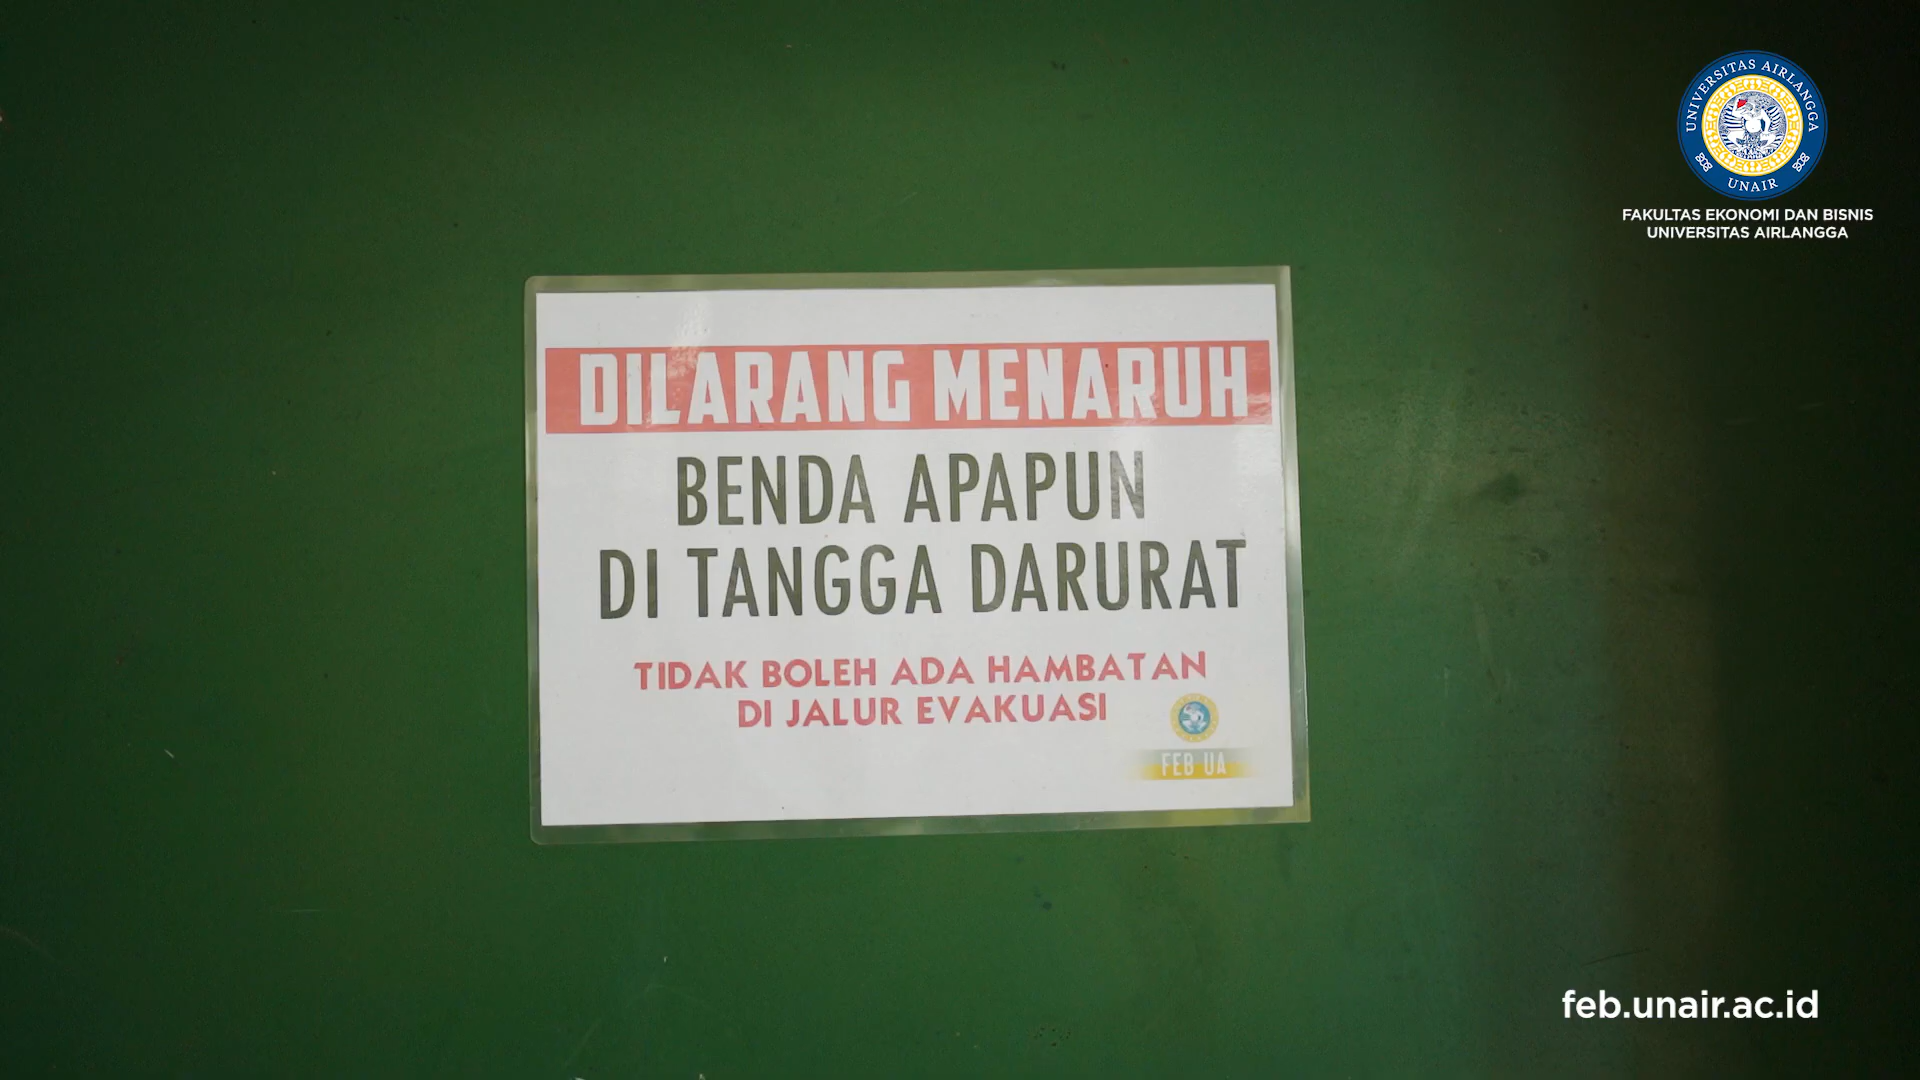 UNIVERSITAS AIRLANGGA
UNAIR
FAKULTAS EKONOMI DAN BISNIS
UNIVERSITAS AIRLANGGA
DILARANG MENARUH
BENDA APAPUN
DI TANGGA DARURAT
TIDAK BOLEH ADA HAMBATAN
DI JALUR EVAKUASI
FEB UA
feb.unair.ac.id